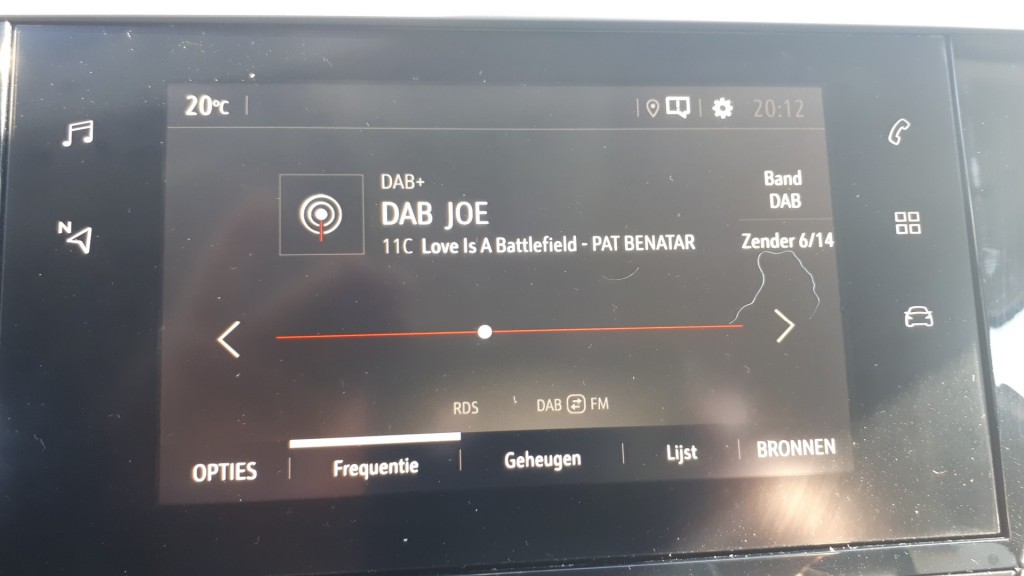 20°C
20:12
N
DAB+
DAB JOE
11C Love Is A Battlefield - PAT BENATAR
Band
DAB
Zender 6/14
RDS
DAB FM
OPTIES
Frequentie
Geheugen
Lijst
BRONNEN